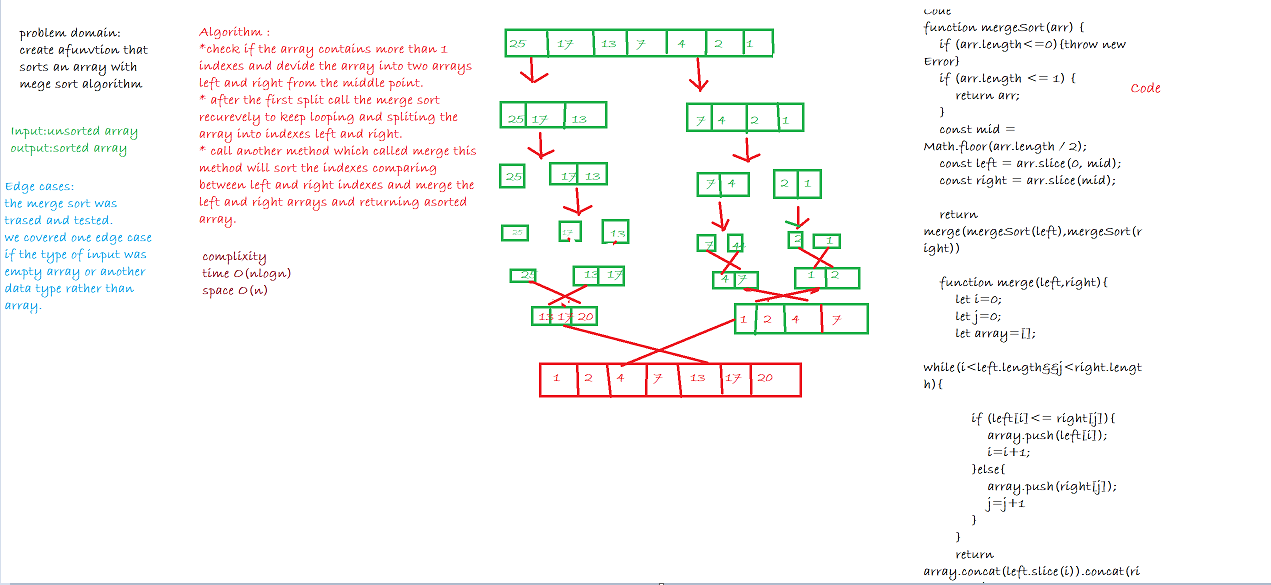 problem domain:
create afunvtion that
sorts an array with
mege sort algorithm
Input:unsorted array
output:sorted array
Edge cases:
the merge sort was
trased and tested.
we covered one edge case
if the type of input was
empty array or another
data type rather than
array.
Algorithm :
*check if the array contains more than 1
indexes and devide the array into two arrays
left and right from the middle point.
* after the first split call the merge sort
recurevely to keep looping and spliting the
array into indexes left and right.
* call another method which called merge this
method will sort the indexes comparing
between left and right indexes and merge the
left and right arrays and returning asorted
array.
complixity
time O(nlogn)
space O(n)
25 17 13 7 4 2 1
25 17 13
7 4 2 1
25
17 13
7 4
2 1
25
17
13
7
4
2
1
25
13 17
4 7
1 2
13 17 20
1 2 4 7
1 2 4 7 13 17 20
Code
function mergeSort(arr) {
if (arr.length<=0){throw new
Error}
if (arr.length <= 1) {
return arr;
}
const mid =
Math.floor(arr.length / 2);
const left = arr.slice(0, mid);
const right = arr.slice(mid);
return
merge(mergeSort(left),mergeSort(r
ight))
function merge(left,right){
let i=0;
let j=0;
let array=[];
while(i<left.length&&j<right.lengt
h){
if (left[i]<= right[j]){
array.push(left[i]);
i=i+1;
}else{
array.push(right[j]);
j=j+1
}
}
return
array.concat(left.slice(i)).concat(ri
Code